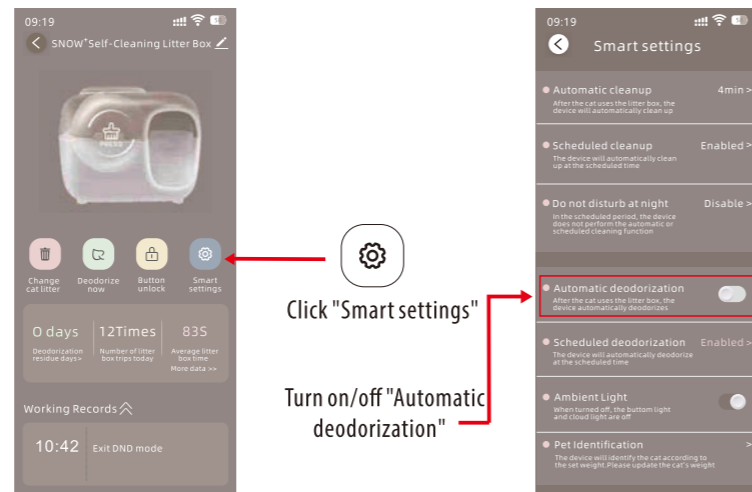 09:19
SNOW⁺Self-Cleaning Litter Box
PRESS
Change
cat litter
Deodorize
now
Button
unlock
Smart
settings
O days
Deodorization
residue days>
12Times
Number of litter
box trips today
83S
Average litter
box time
More data >>
Working Records
10:42 Exit DND mode
Click "Smart settings"
Turn on/off "Automatic
deodorization"
09:19
Smart settings
Automatic cleanup 4min >
After the cat uses the litter box, the
device will automatically clean up
Scheduled cleanup Enabled >
The device will automatically clean
up at the scheduled time
Do not disturb at night Disable >
In the scheduled period, the device
does not perform the automatic or
scheduled cleaning function
Automatic deodorization
After the cat uses the litter box, the
device automatically deodorizes
Scheduled deodorization Enabled >
The device will automatically deodorize
at the scheduled time
Ambient Light
When turned off, the buttom light
and cloud light are off
Pet Identification >
The device will identify the cat according to
the set weight.Please update the cat's weight